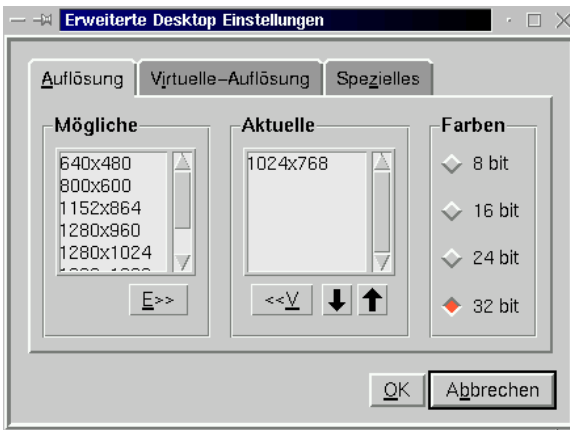 Erweiterte Desktop Einstellungen
Auflösung
Virtuelle-Auflösung
Spezielles
Mögliche
640x480
800x600
1152x864
1280x960
1280x1024
E>>
Aktuelle
1024x768
<<V
Farben
8 bit
16 bit
24 bit
32 bit
OK
Abbrechen